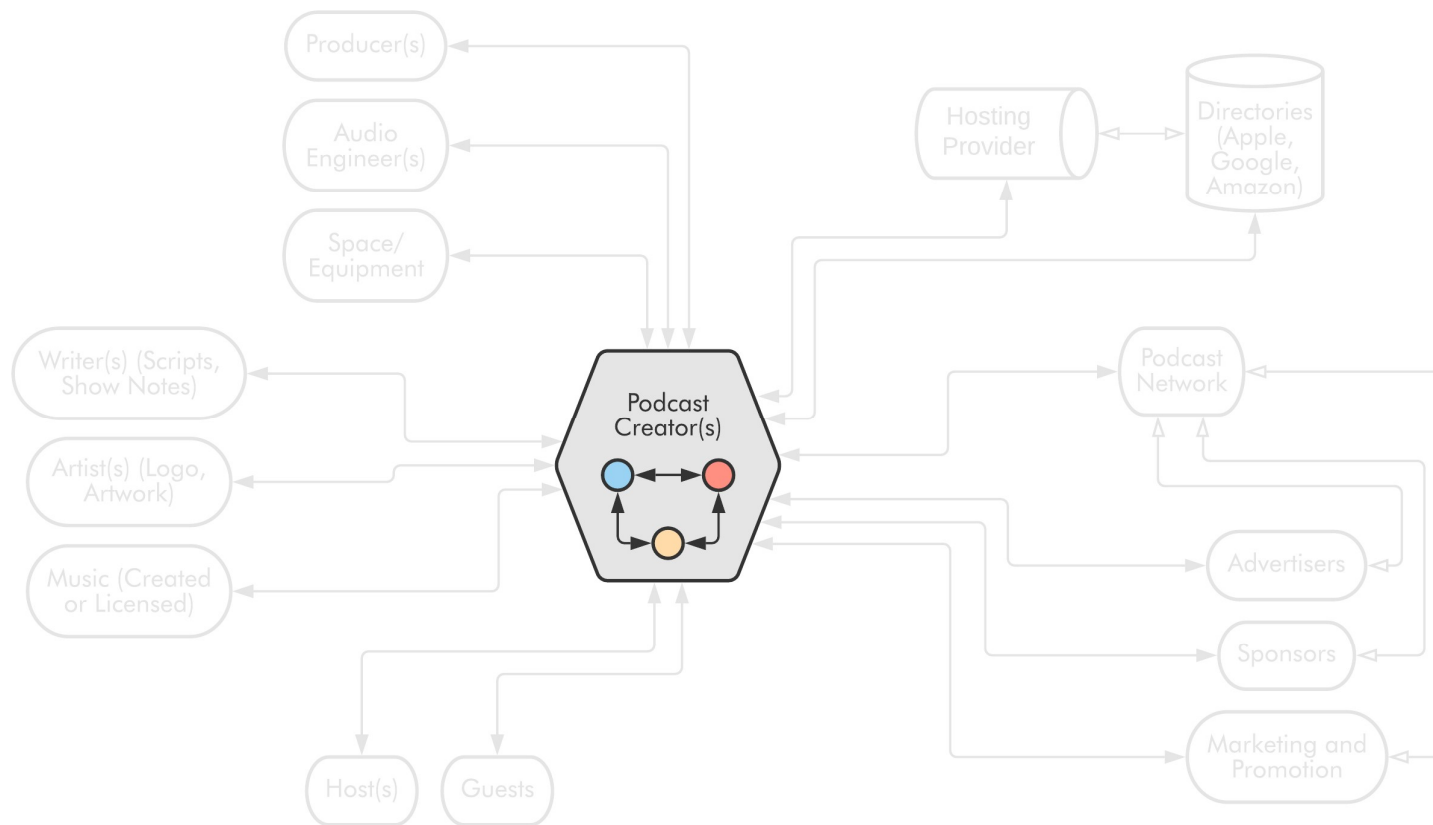 Producer(s)
Audio
Engineer(s)
Space/
Equipment
Hosting
Provider
Directories
(Apple,
Google,
Amazon)
Writer(s) (Scripts,
Show Notes)
Artist(s) (Logo,
Artwork)
Music (Created
or Licensed)
Podcast
Creator(s)
Podcast
Network
Advertisers
Sponsors
Marketing and
Promotion
Host(s)
Guests